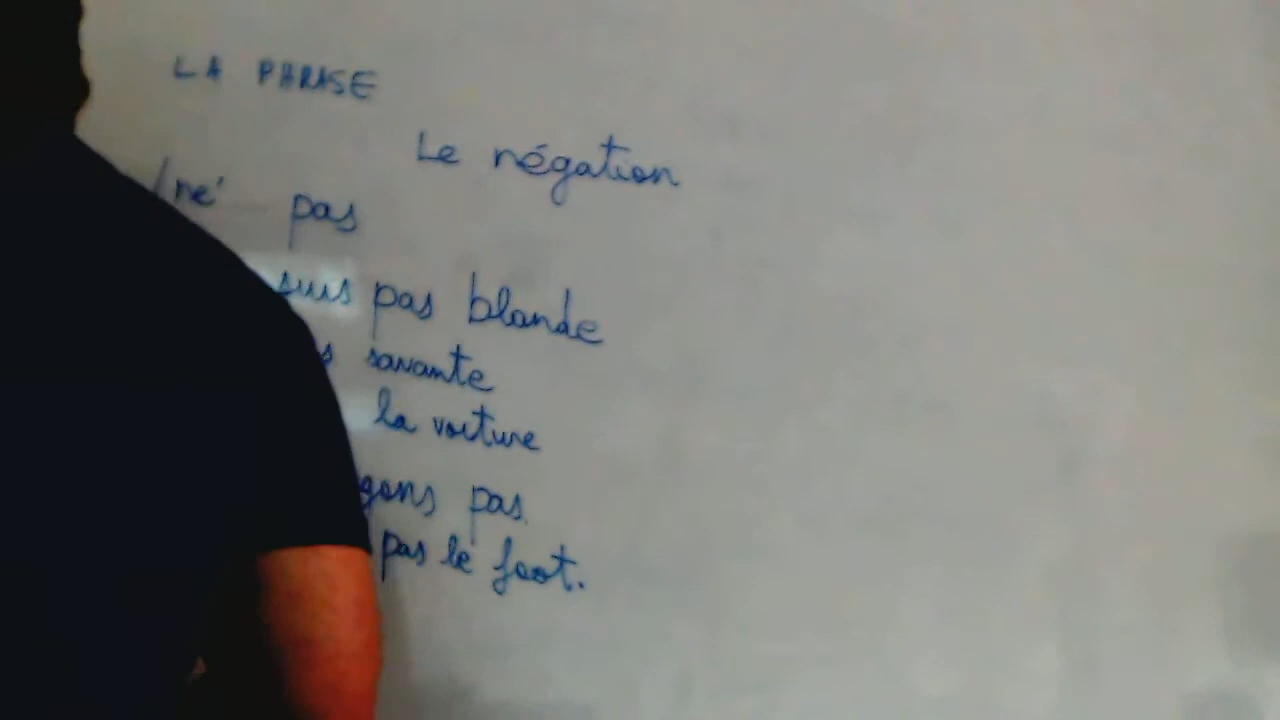 LA PHRASE
Le négation
/ne' pas
suis pas blonde
savante
la voiture
gons pas
pas le foot.